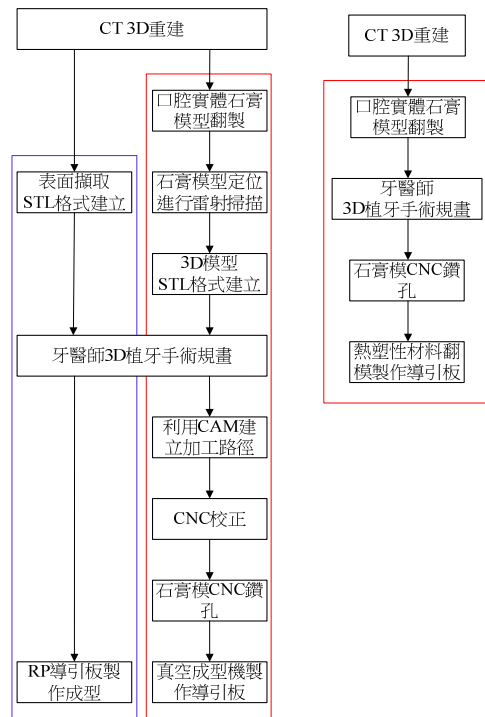 CT 3D重建
口腔實體石膏
模型翻製
表面擷取
STL格式建立
石膏模型定位
進行雷射掃描
3D模型
STL格式建立
牙醫師3D植牙手術規畫
利用CAM建
立加工路徑
CNC校正
石膏模CNC鑽
孔
RP導引板製
作成型
真空成型機製
作導引板
CT 3D重建
口腔實體石膏
模型翻製
牙醫師
3D植牙手術規畫
石膏模CNC鑽
孔
熱塑性材料翻
模製作導引板